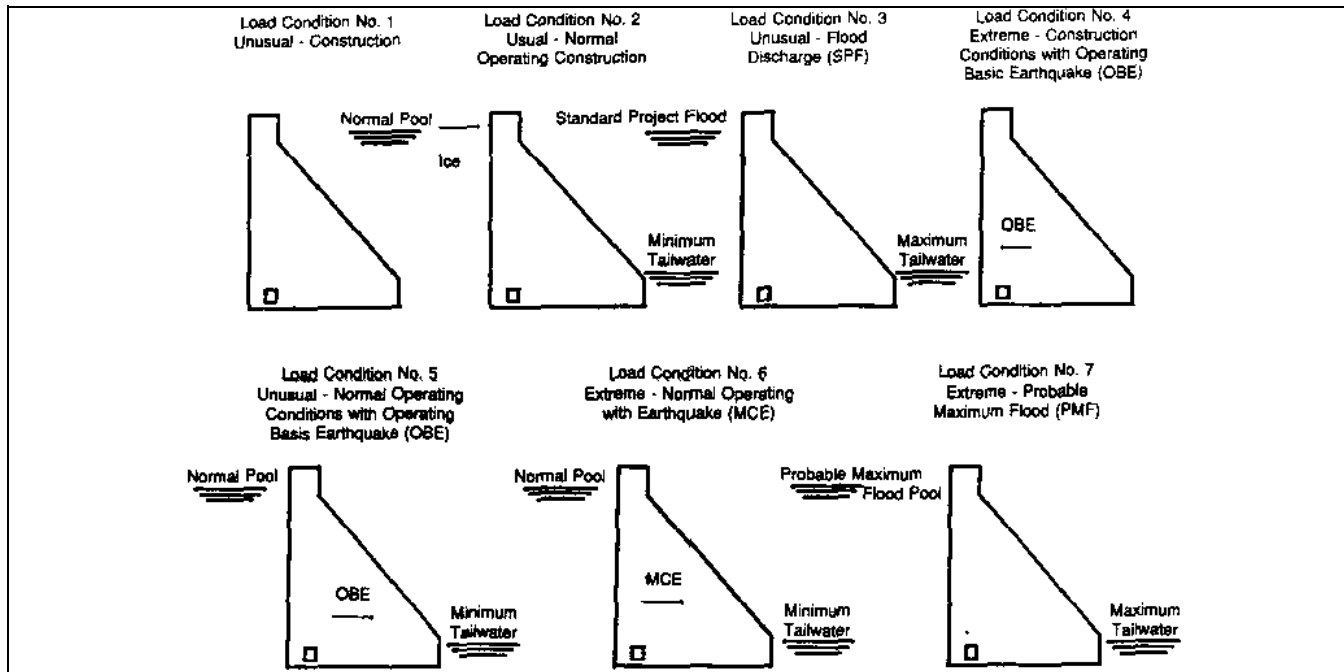 Load Condition No. 1
Unusual - Construction
Load Condition No. 2
Usual - Normal
Operating Construction
Load Condition No. 3
Unusual - Flood
Discharge (SPF)
Load Condition No. 4
Extreme - Construction
Conditions with Operating
Basic Earthquake (OBE)
Normal Pool
Ice
Minimum
Tailwater
Standard Project Flood
Maximum
Tailwater
OBE
Load Condition No. 5
Unusual - Normal Operating
Conditions with Operating
Basis Earthquake (OBE)
Load Condition No. 6
Extreme - Normal Operating
with Earthquake (MCE)
Load Condition No. 7
Extreme - Probable
Maximum Flood (PMF)
Normal Pool
OBE
Minimum
Tailwater
Normal Pool
MCE
Minimum
Tailwater
Probable Maximum
Flood Pool
Maximum
Tailwater